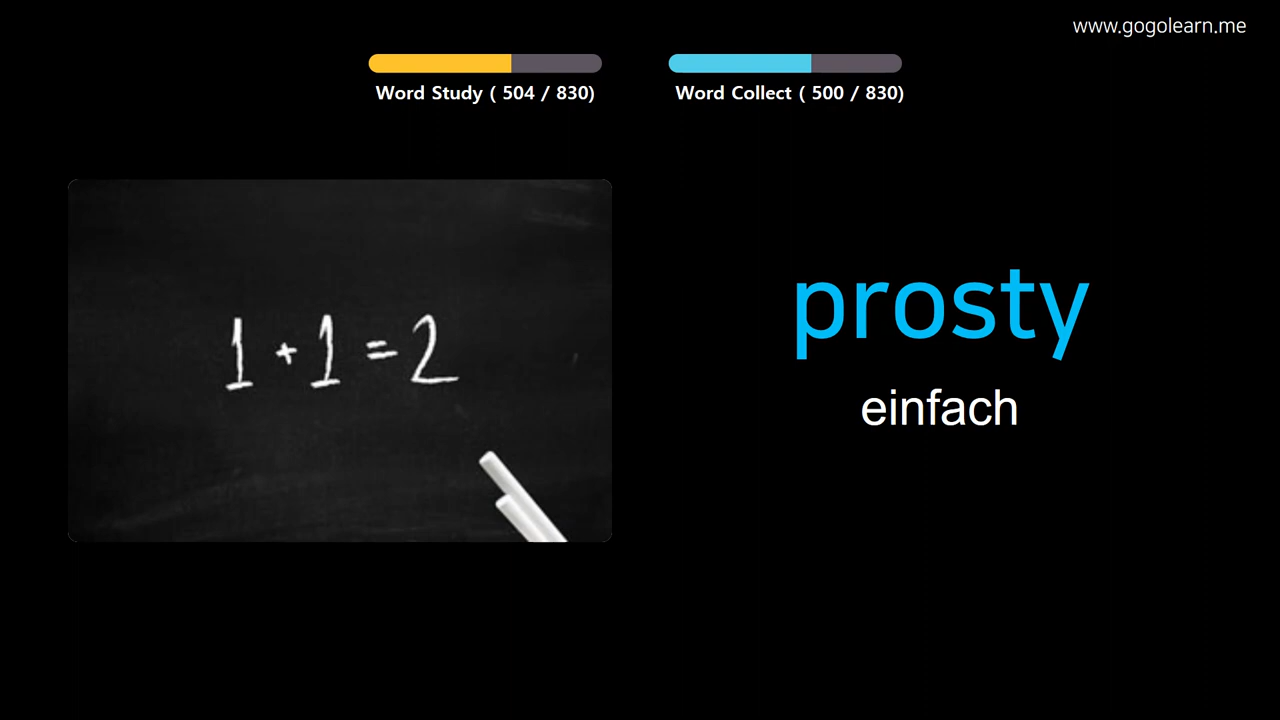 www.gogolearn.me
Word Study ( 504 / 830)
Word Collect ( 500 / 830)
1 + 1 = 2
prosty
einfach